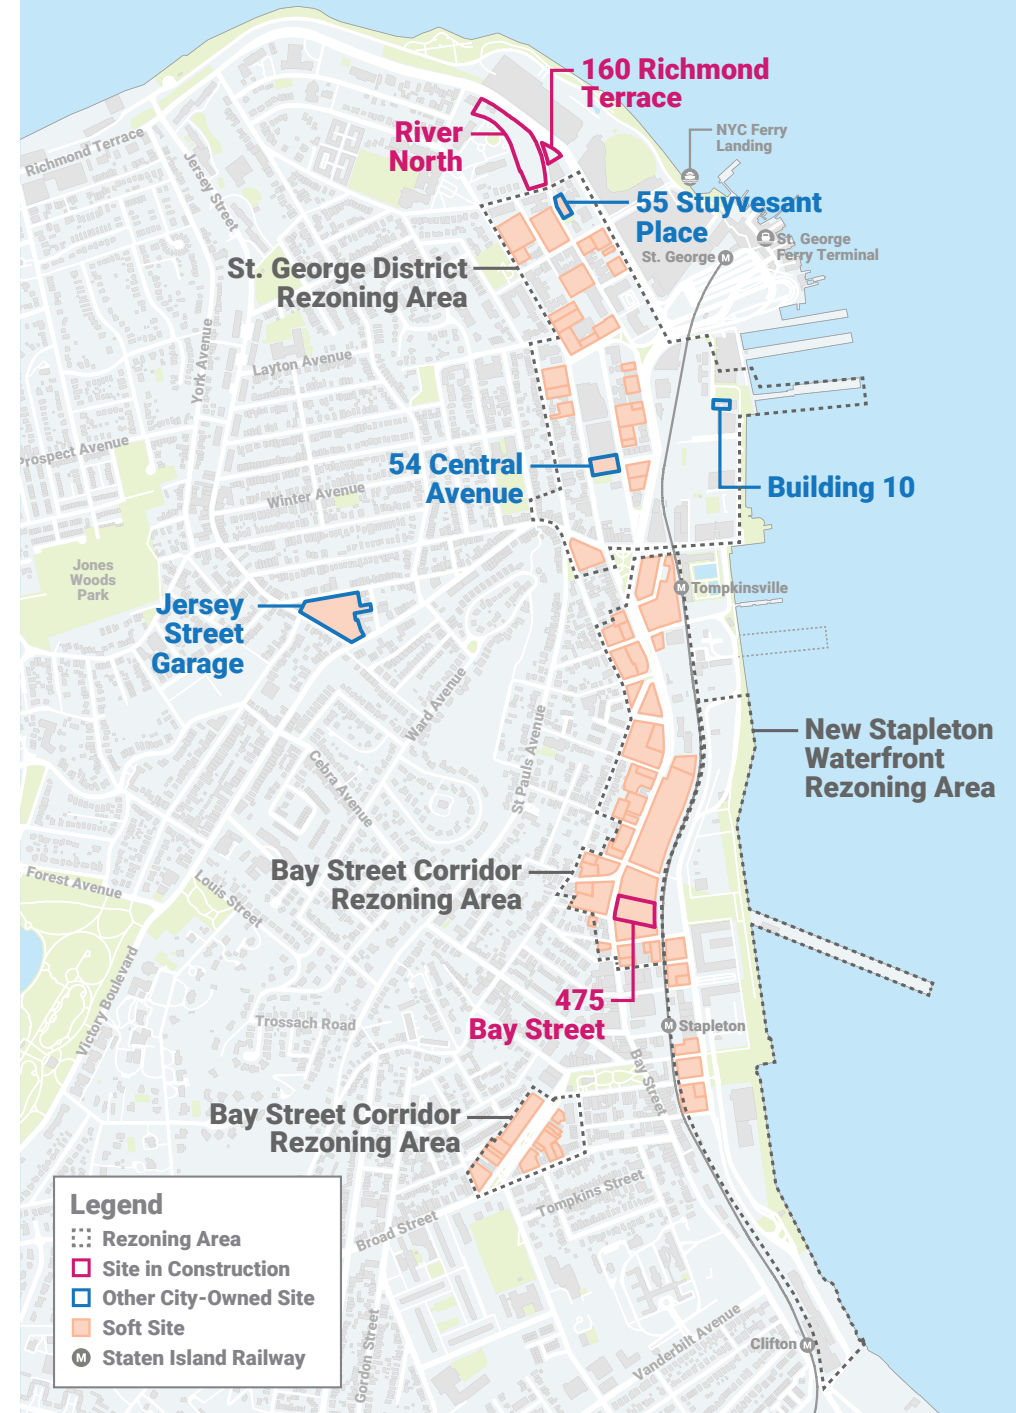 160 Richmond
Terrace
River
North
NYC Ferry
Landing
Richmond Terrace
Jersey Street
55 Stuyvesant
Place
St. George
St. George
Ferry Terminal
St. George District
Rezoning Area
York Avenue
Layton Avenue
Prospect Avenue
54 Central
Avenue
Building 10
Winter Avenue
Jones
Woods
Park
Tompkinsville
Jersey
Street
Garage
Ward Avenue
St Pauls Avenue
New Stapleton
Waterfront
Rezoning Area
Cebra Avenue
Bay Street Corridor
Rezoning Area
Forest Avenue
Louis Street
Victory Boulevard
475
Bay Street
Trossach Road
Stapleton
Bay Street
Bay Street Corridor
Rezoning Area
Tompkins Street
Broad Street
Gordon Street
Vanderbilt Avenue
Clifton
Legend
Rezoning Area
Site in Construction
Other City-Owned Site
Soft Site
M Staten Island Railway